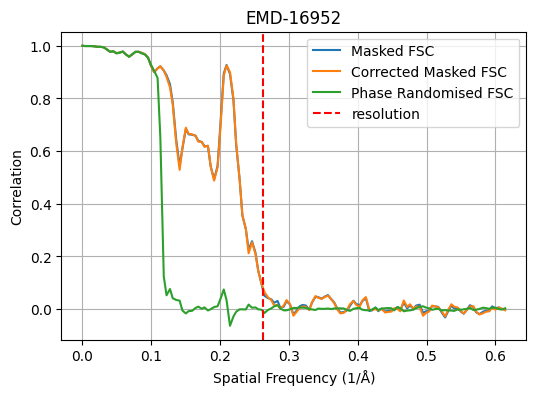 EMD-16952
Masked FSC
Corrected Masked FSC
Phase Randomised FSC
resolution
Correlation
1.0
0.8
0.6
0.4
0.2
0.0
0.0 0.1 0.2 0.3 0.4 0.5 0.6
Spatial Frequency (1/Å)